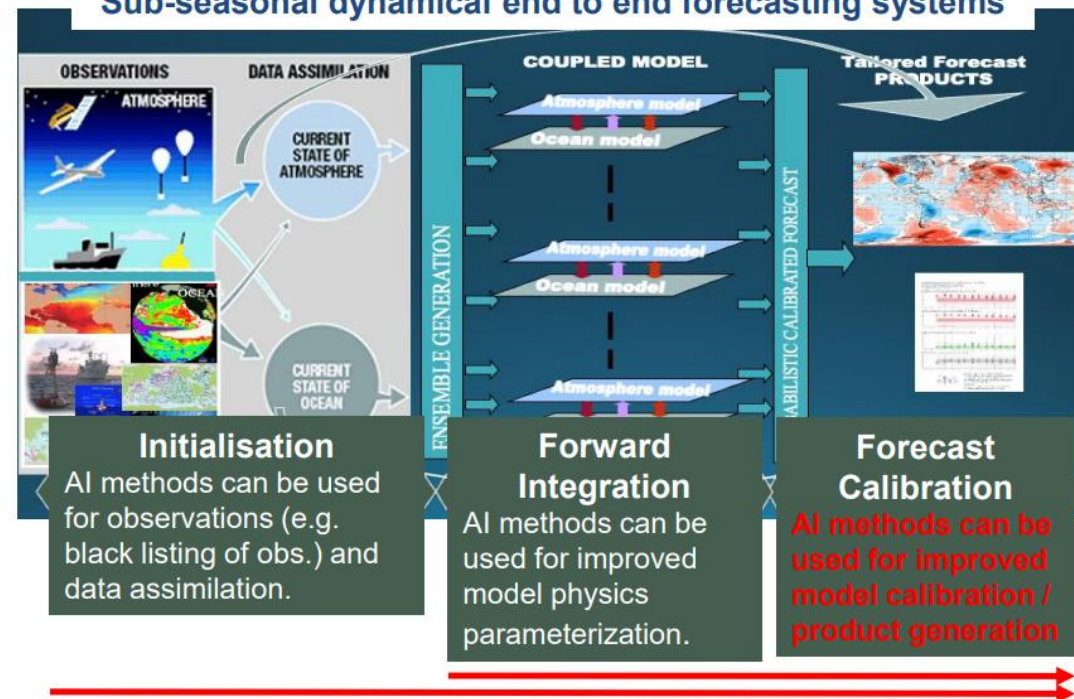 Sub-seasonal dynamical end to end forecasting systems
OBSERVATIONS
ATMOSPHERE
OCEAN
DATA ASSIMILATION
CURRENT
STATE OF
ATMOSPHERE
CURRENT
STATE OF
OCEAN
ENSEMBLE GENERATION
COUPLED MODEL
Atmosphere model
Ocean model
Atmosphere model
Ocean model
Atmosphere model
CALIBRATED FORECAST
Tailored Forecast
PRODUCTS
Initialisation
AI methods can be used
for observations (e.g.
black listing of obs.) and
data assimilation.
Forward
Integration
AI methods can be
used for improved
model physics
parameterization.
Forecast
Calibration
AI methods can be
used for improved
model calibration /
product generation